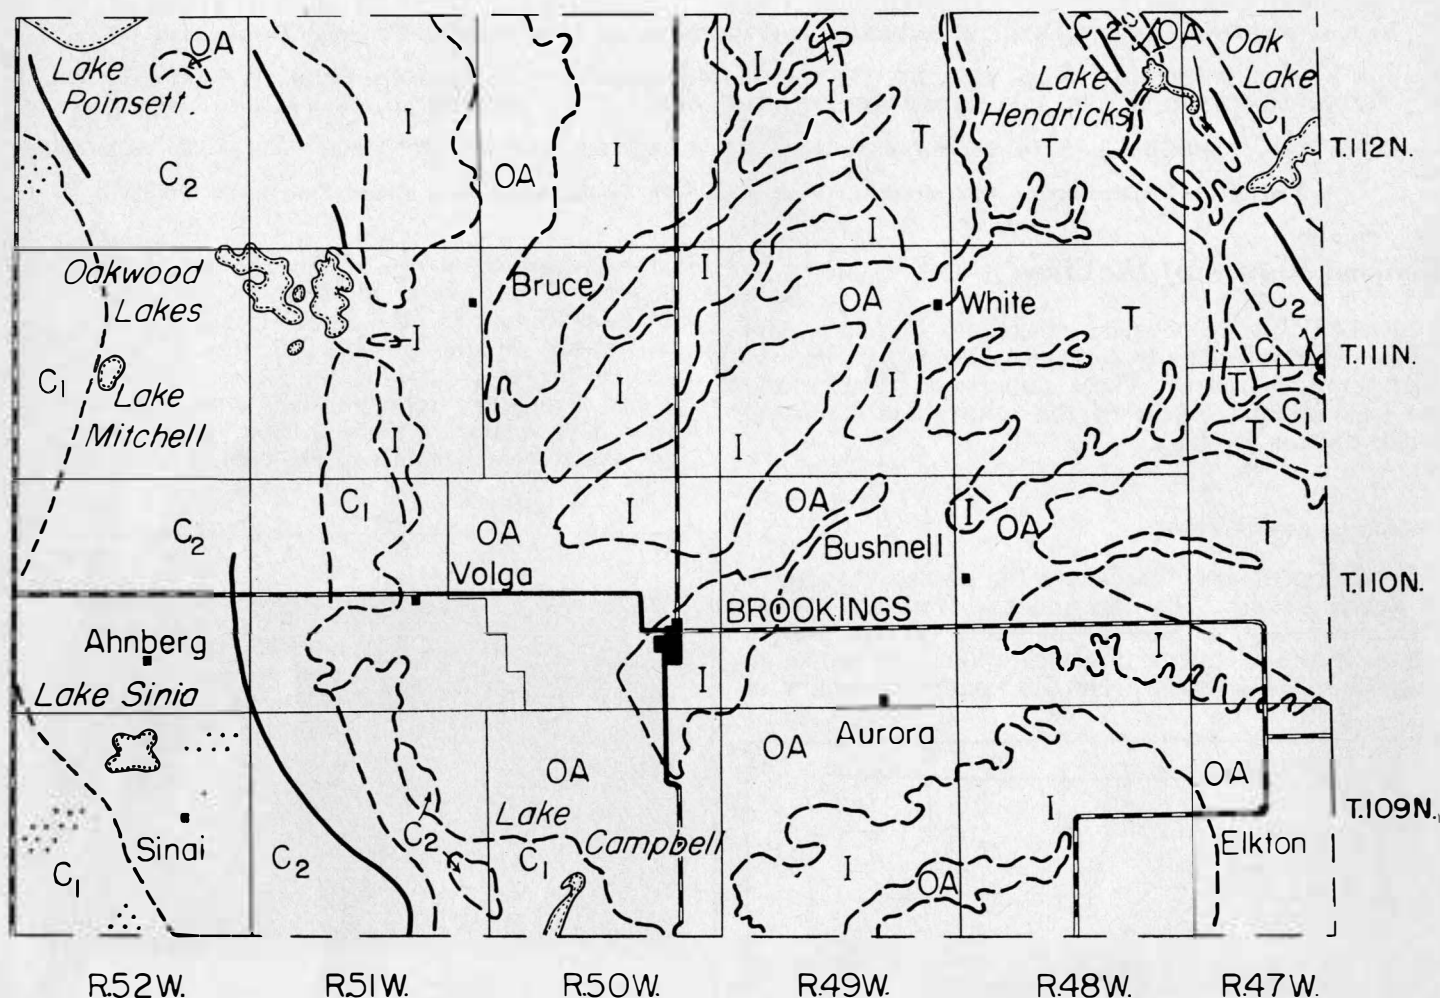 OA
C2
OA
Oak
Lake
Lake
Poinsett.
I
I
Lake
Hendricks
C1
I
I
T
T
T.112N.
C2
OA
I
Oakwood
Lakes
Bruce
I
OA
White
T
C2
I
C1
T.111N.
C1
Lake
Mitchell
I
I
T
C1
T
I
C1
I
OA
I
OA
T
C2
OA
Volga
Bushnell
T.110N.
BROOKINGS
Ahnberg
I
Lake Sinia
I
Aurora
OA
OA
OA
Lake
Campbell
I
T.109N.
Sinai
C2
C2
C1
C1
I
OA
Elkton
R.52W.
R.51W.
R.50W.
R.49W.
R.48W.
R.47W.